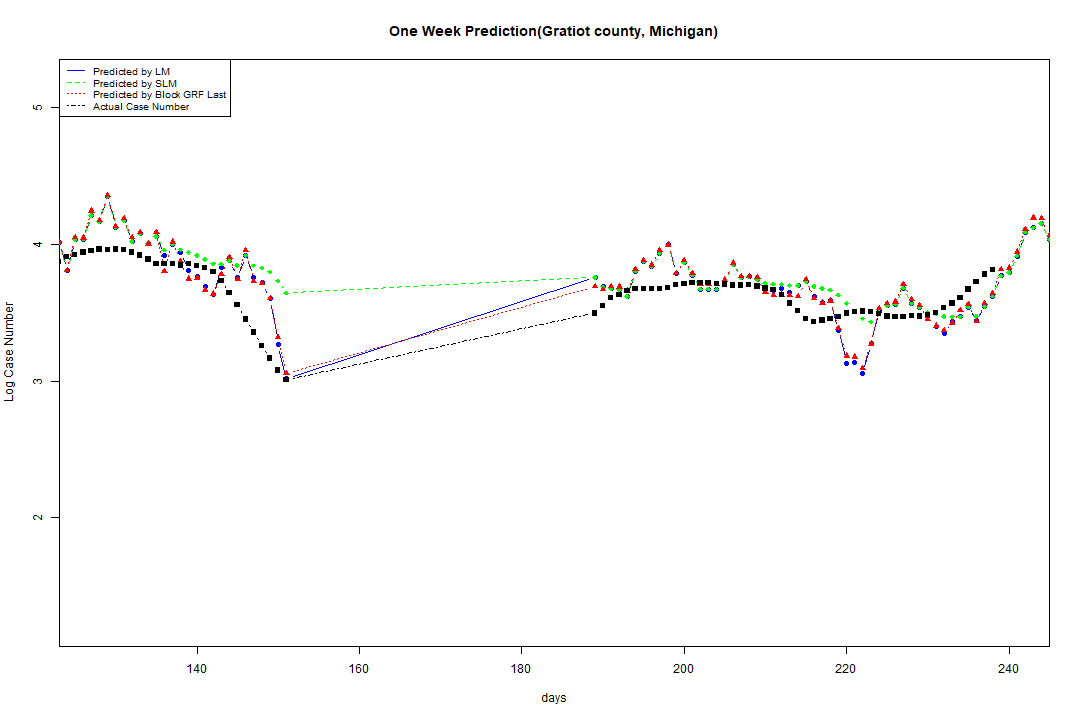 One Week Prediction(Gratiot county, Michigan)
Predicted by LM
Predicted by SLM
Predicted by Block GRF Last
Actual Case Number
5
4
3
2
Log Case Number
140 160 180 200 220 240
days